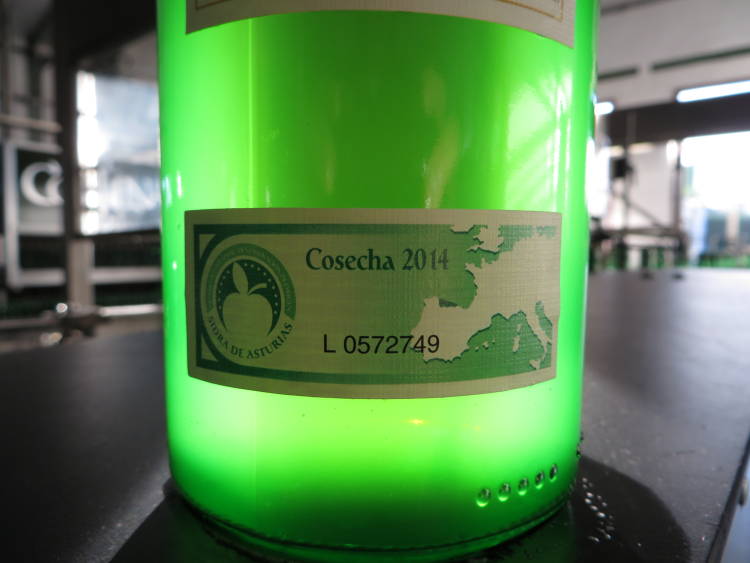 Cosecha 2014
SIDRA DE ASTURIAS
L 0572749